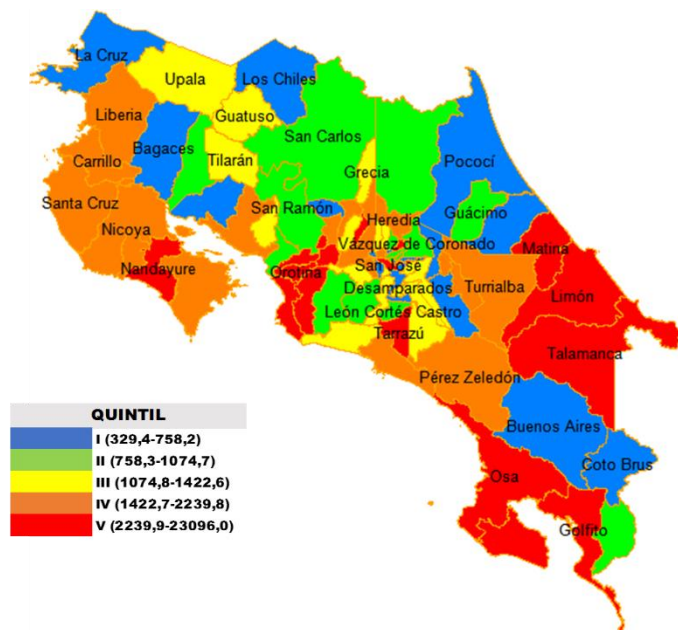 La Cruz
Upala
Los Chiles
Liberia
Guatuso
San Carlos
Bagaces
Pococí
Carrillo
Tilarán
Grecia
Santa Cruz
San Ramón
Guácimo
Nicoya
Heredia
Vázquez de Coronado
Matina
Nandayure
Orotina
San José
Turrialba
Desamparados
Limón
León Cortés Castro
Tarrazú
Talamanca
Pérez Zeledón
Buenos Aires
Coto Brus
Osa
Golfito
QUINTIL
I (329,4-758,2)
II (758,3-1074,7)
III (1074,8-1422,6)
IV (1422,7-2239,8)
V (2239,9-23096,0)